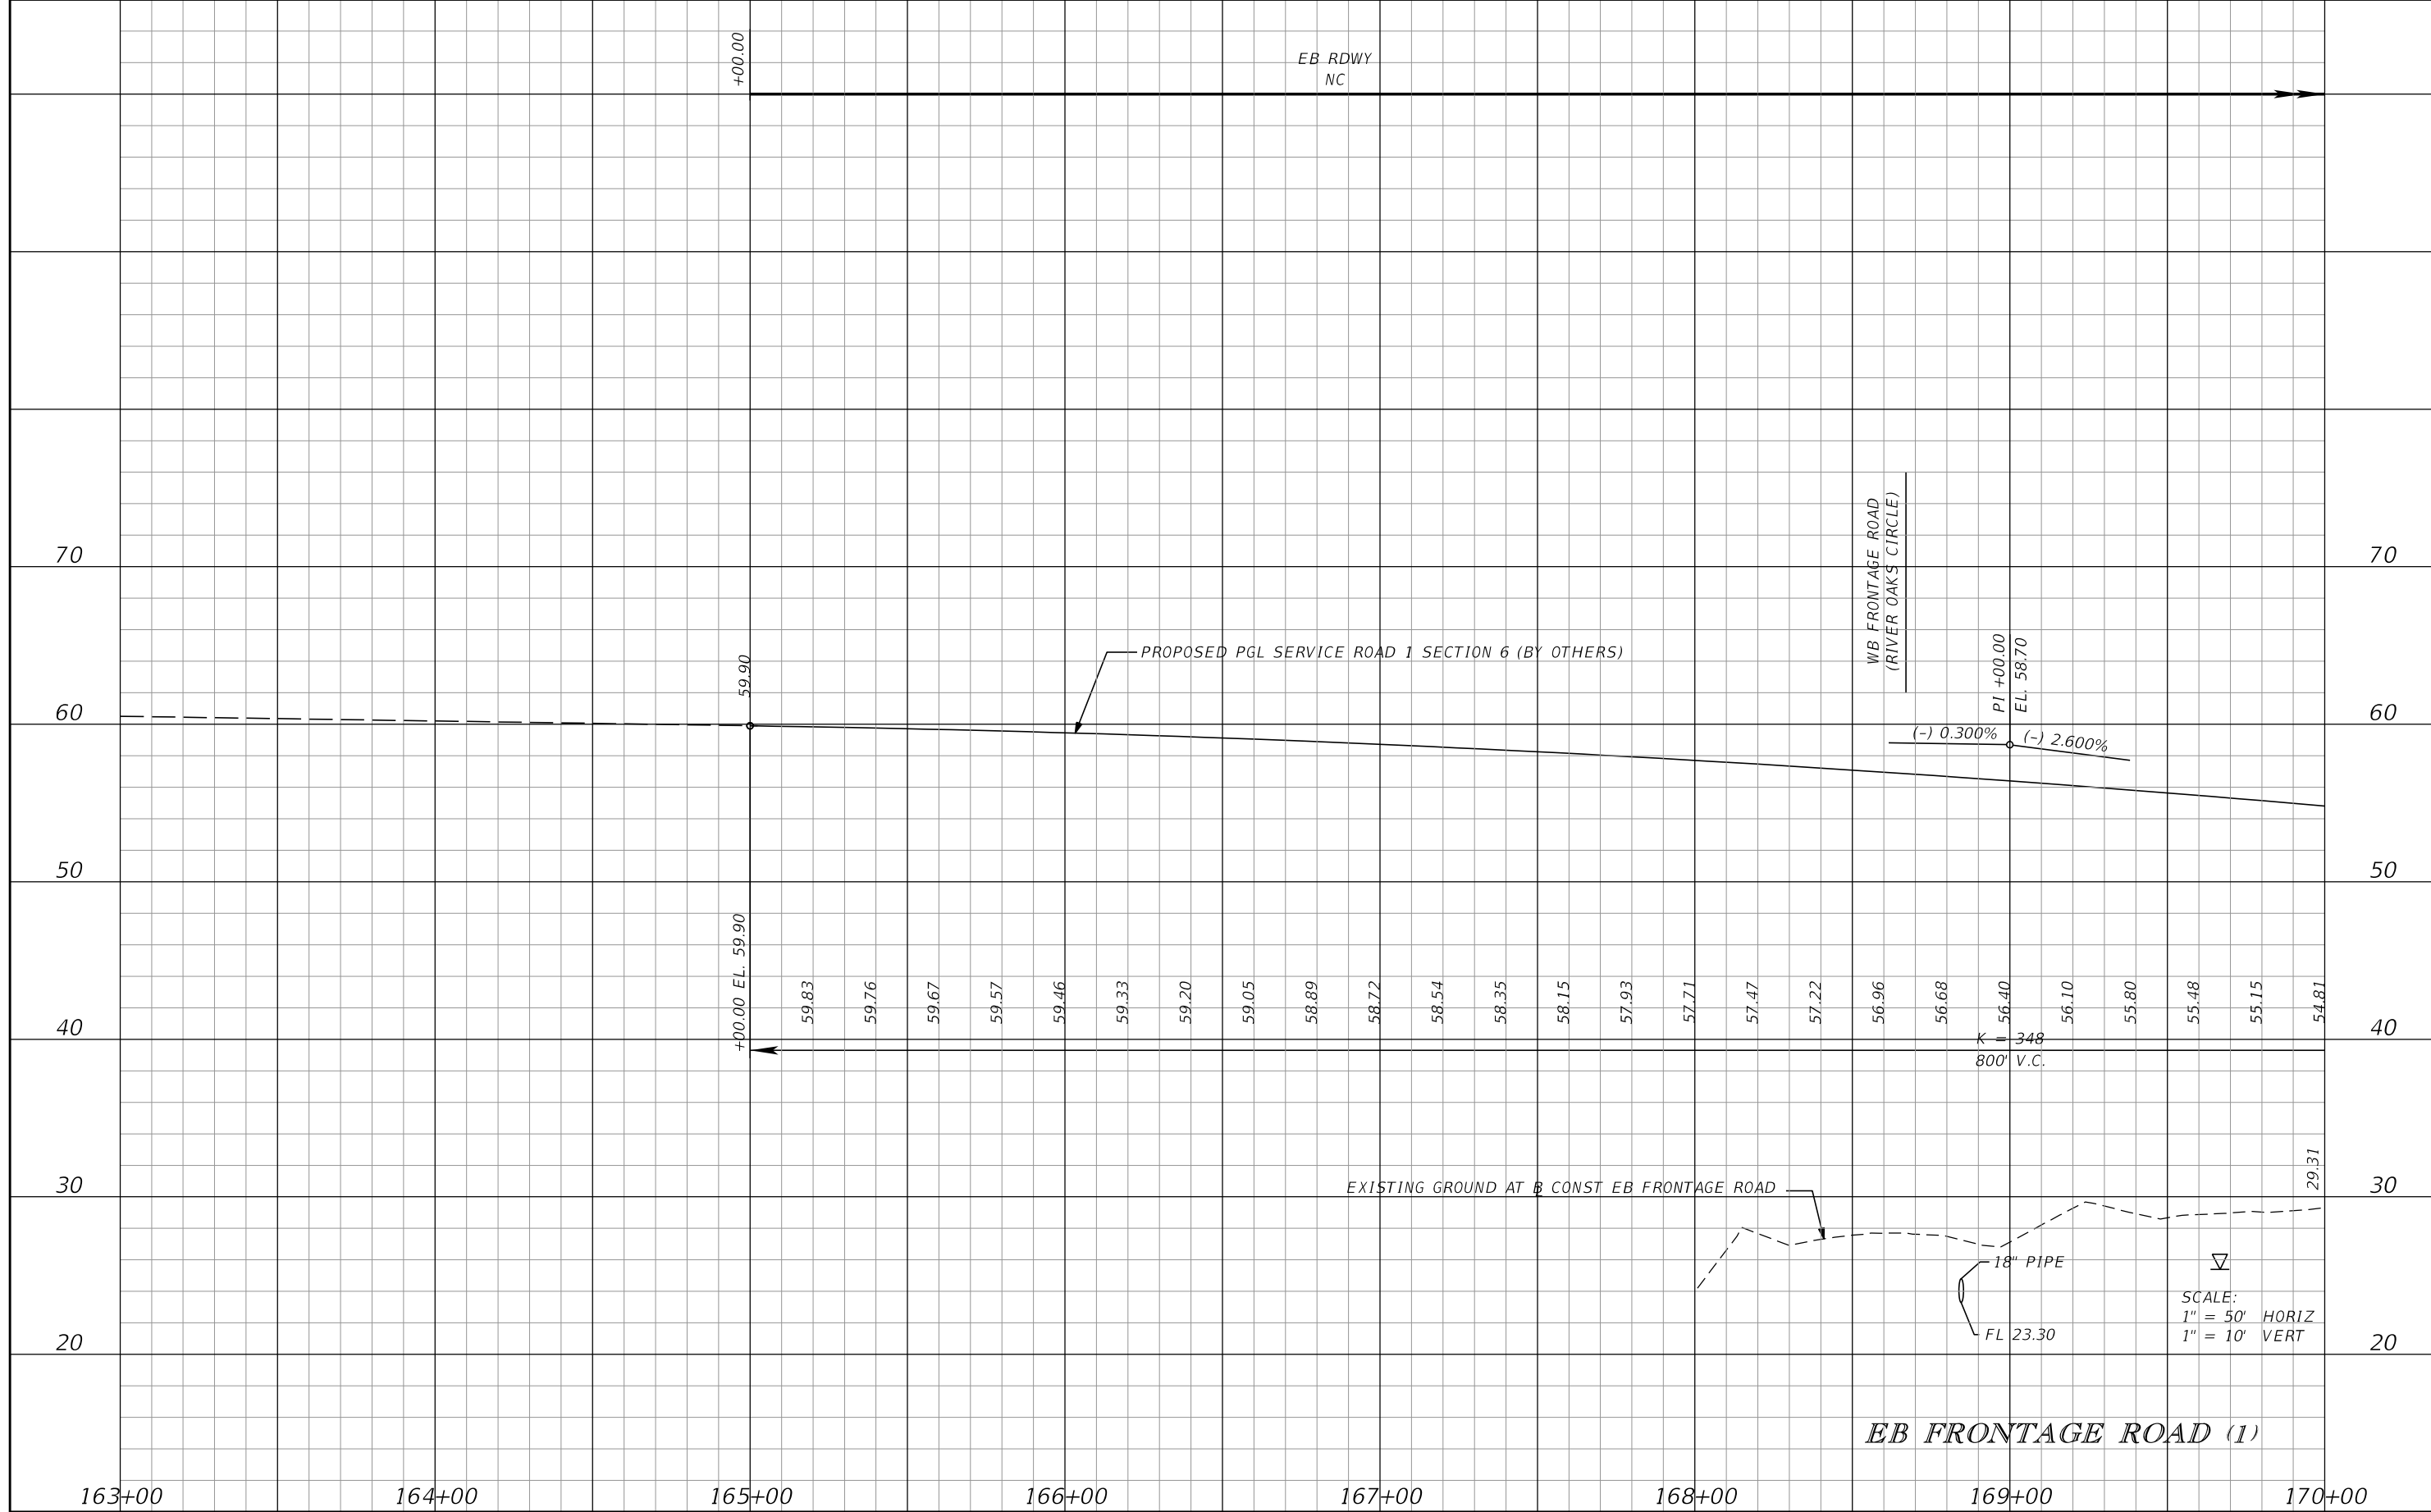 +00.00
EB RDWY
NC
70
70
WB FRONTAGE ROAD
(RIVER OAKS CIRCLE)
PI +00.00
EL. 58.70
59.90
PROPOSED PGL SERVICE ROAD 1 SECTION 6 (BY OTHERS)
60
60
(-) 0.300%
(-) 2.600%
50
50
+00.00 EL. 59.90
59.83
59.76
59.67
59.57
59.46
59.33
59.20
59.05
58.89
58.72
58.54
58.35
58.15
57.93
57.71
57.47
57.22
56.96
56.68
56.40
56.10
55.80
55.48
55.15
54.81
40
40
K = 348
800' V.C.
29.31
30
30
EXISTING GROUND AT B CONST EB FRONTAGE ROAD
18" PIPE
FL 23.30
SCALE:
1" = 50' HORIZ
1" = 10' VERT
20
20
EB FRONTAGE ROAD (1)
163+00 164+00 165+00 166+00 167+00 168+00 169+00 170+00